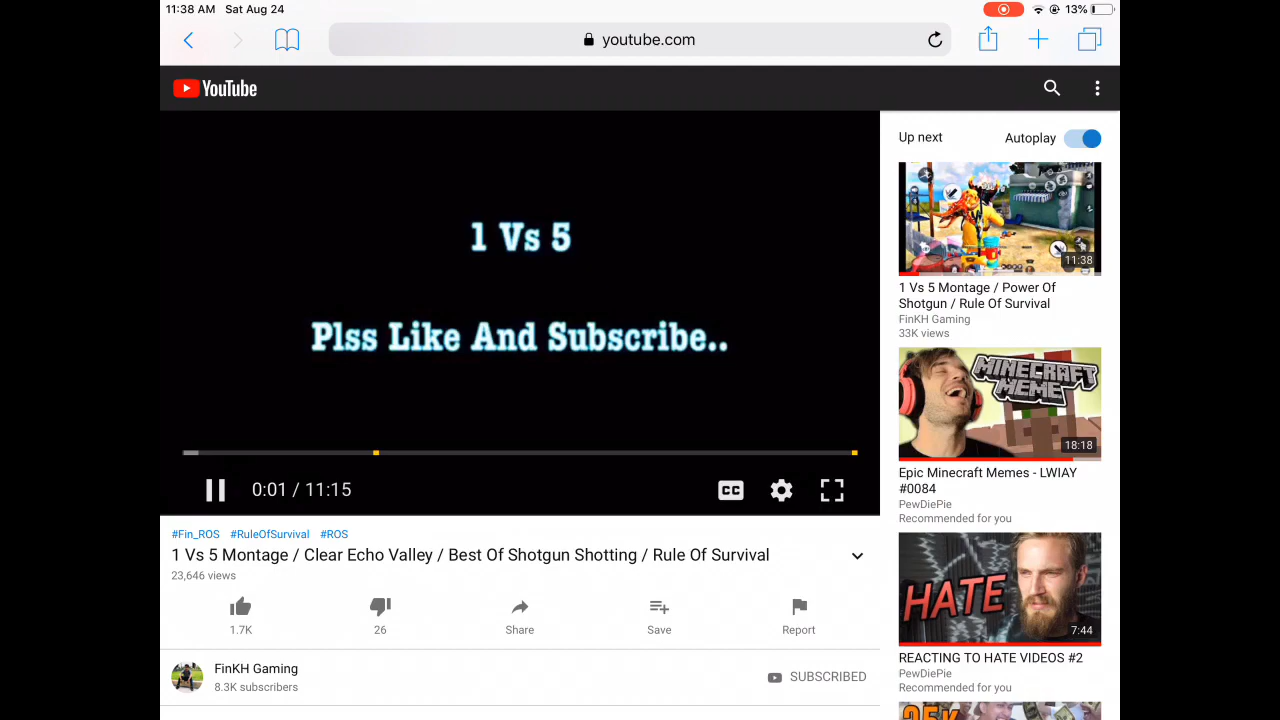 11:38 AM Sat Aug 24
13%
youtube.com
YouTube
1 Vs 5
Plss Like And Subscribe..
0:01 / 11:15
CC
#Fin_ROS #RuleOfSurvival #ROS
1 Vs 5 Montage / Clear Echo Valley / Best Of Shotgun Shotting / Rule Of Survival
23,646 views
1.7K
26
Share
Save
Report
FinKH Gaming
8.3K subscribers
SUBSCRIBED
Up next
Autoplay
11:38
1 Vs 5 Montage / Power Of
Shotgun / Rule Of Survival
FinKH Gaming
33K views
MINECRAFT
MEME
18:18
Epic Minecraft Memes - LWIAY
#0084
PewDiePie
Recommended for you
HATE
7:44
REACTING TO HATE VIDEOS #2
PewDiePie
Recommended for you